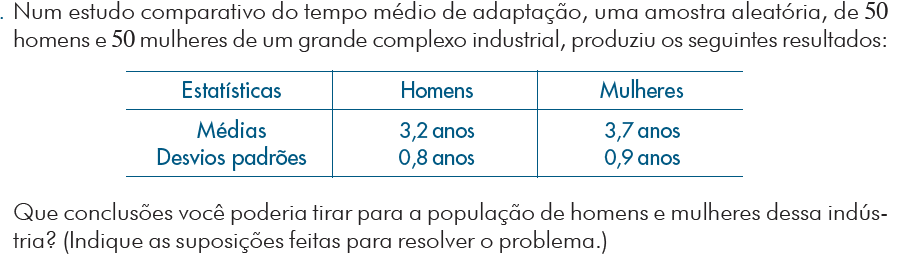 . Num estudo comparativo do tempo médio de adaptação, uma amostra aleatória, de 50
homens e 50 mulheres de um grande complexo industrial, produziu os seguintes resultados:
Estatísticas Homens Mulheres
Médias 3,2 anos 3,7 anos
Desvios padrões 0,8 anos 0,9 anos
Que conclusões você poderia tirar para a população de homens e mulheres dessa indús-
tria? (Indique as suposições feitas para resolver o problema.)